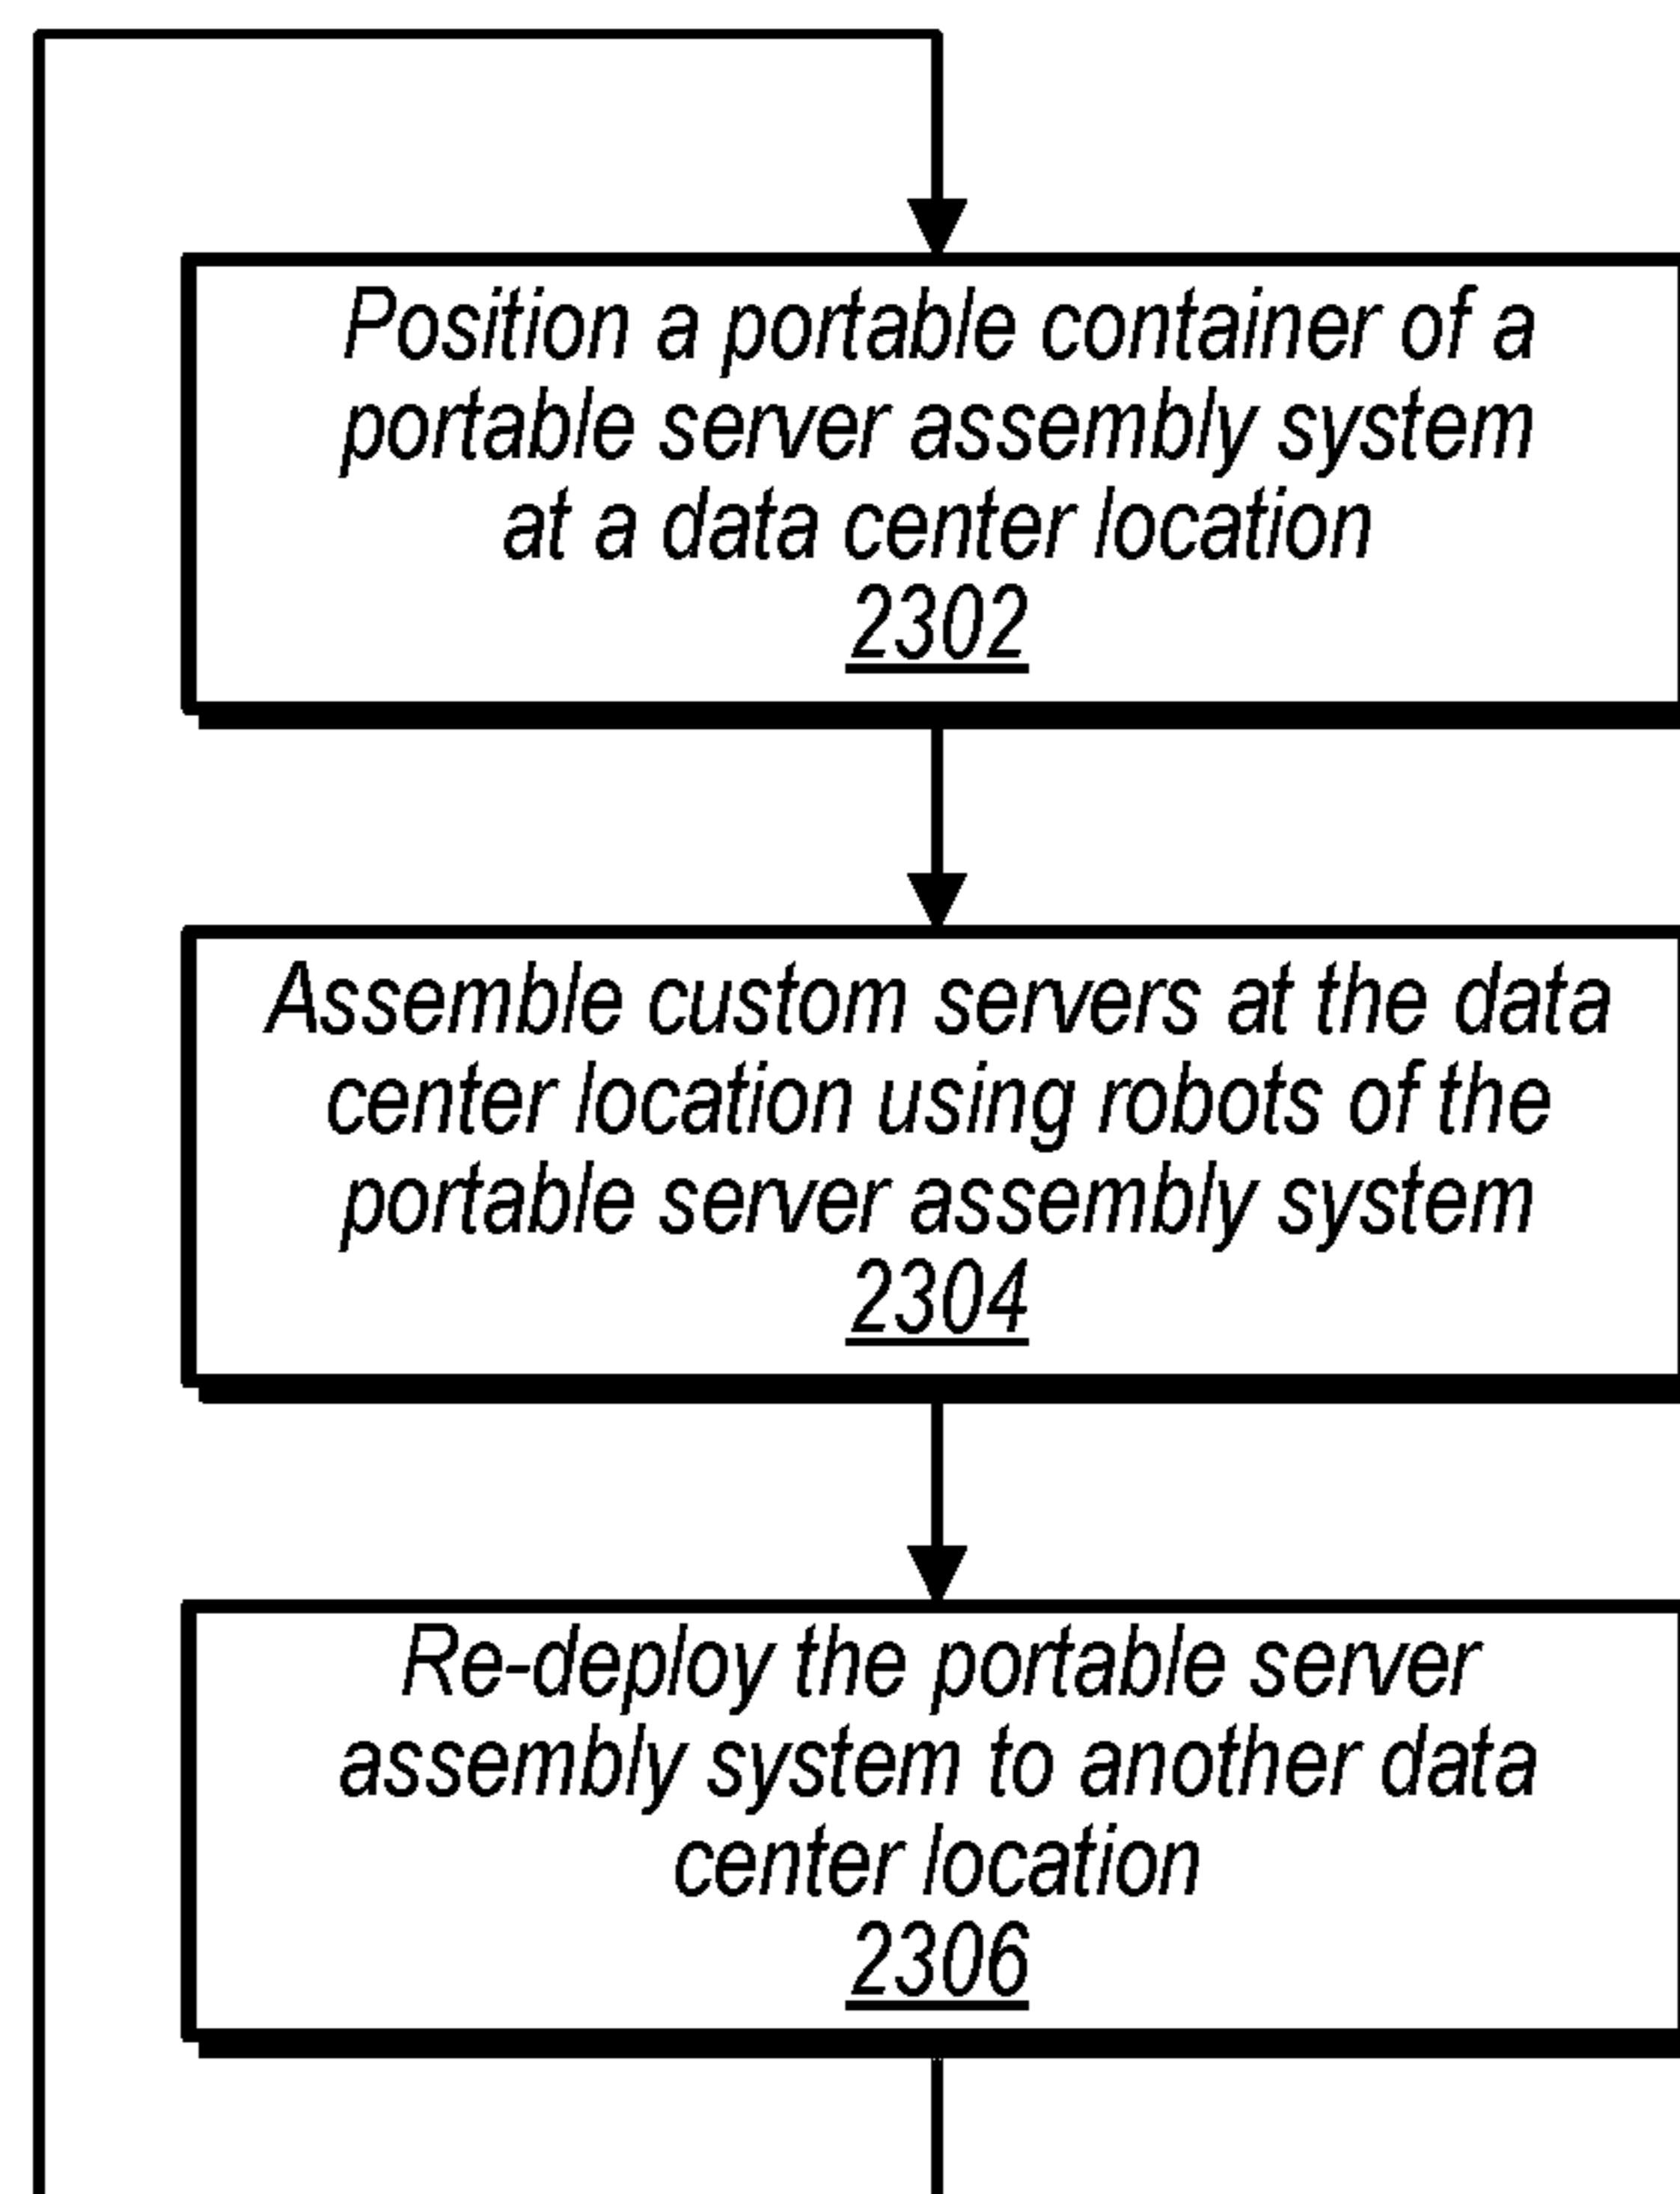 Position a portable container of a
portable server assembly system
at a data center location
2302
Assemble custom servers at the data
center location using robots of the
portable server assembly system
2304
Re-deploy the portable server
assembly system to another data
center location
2306